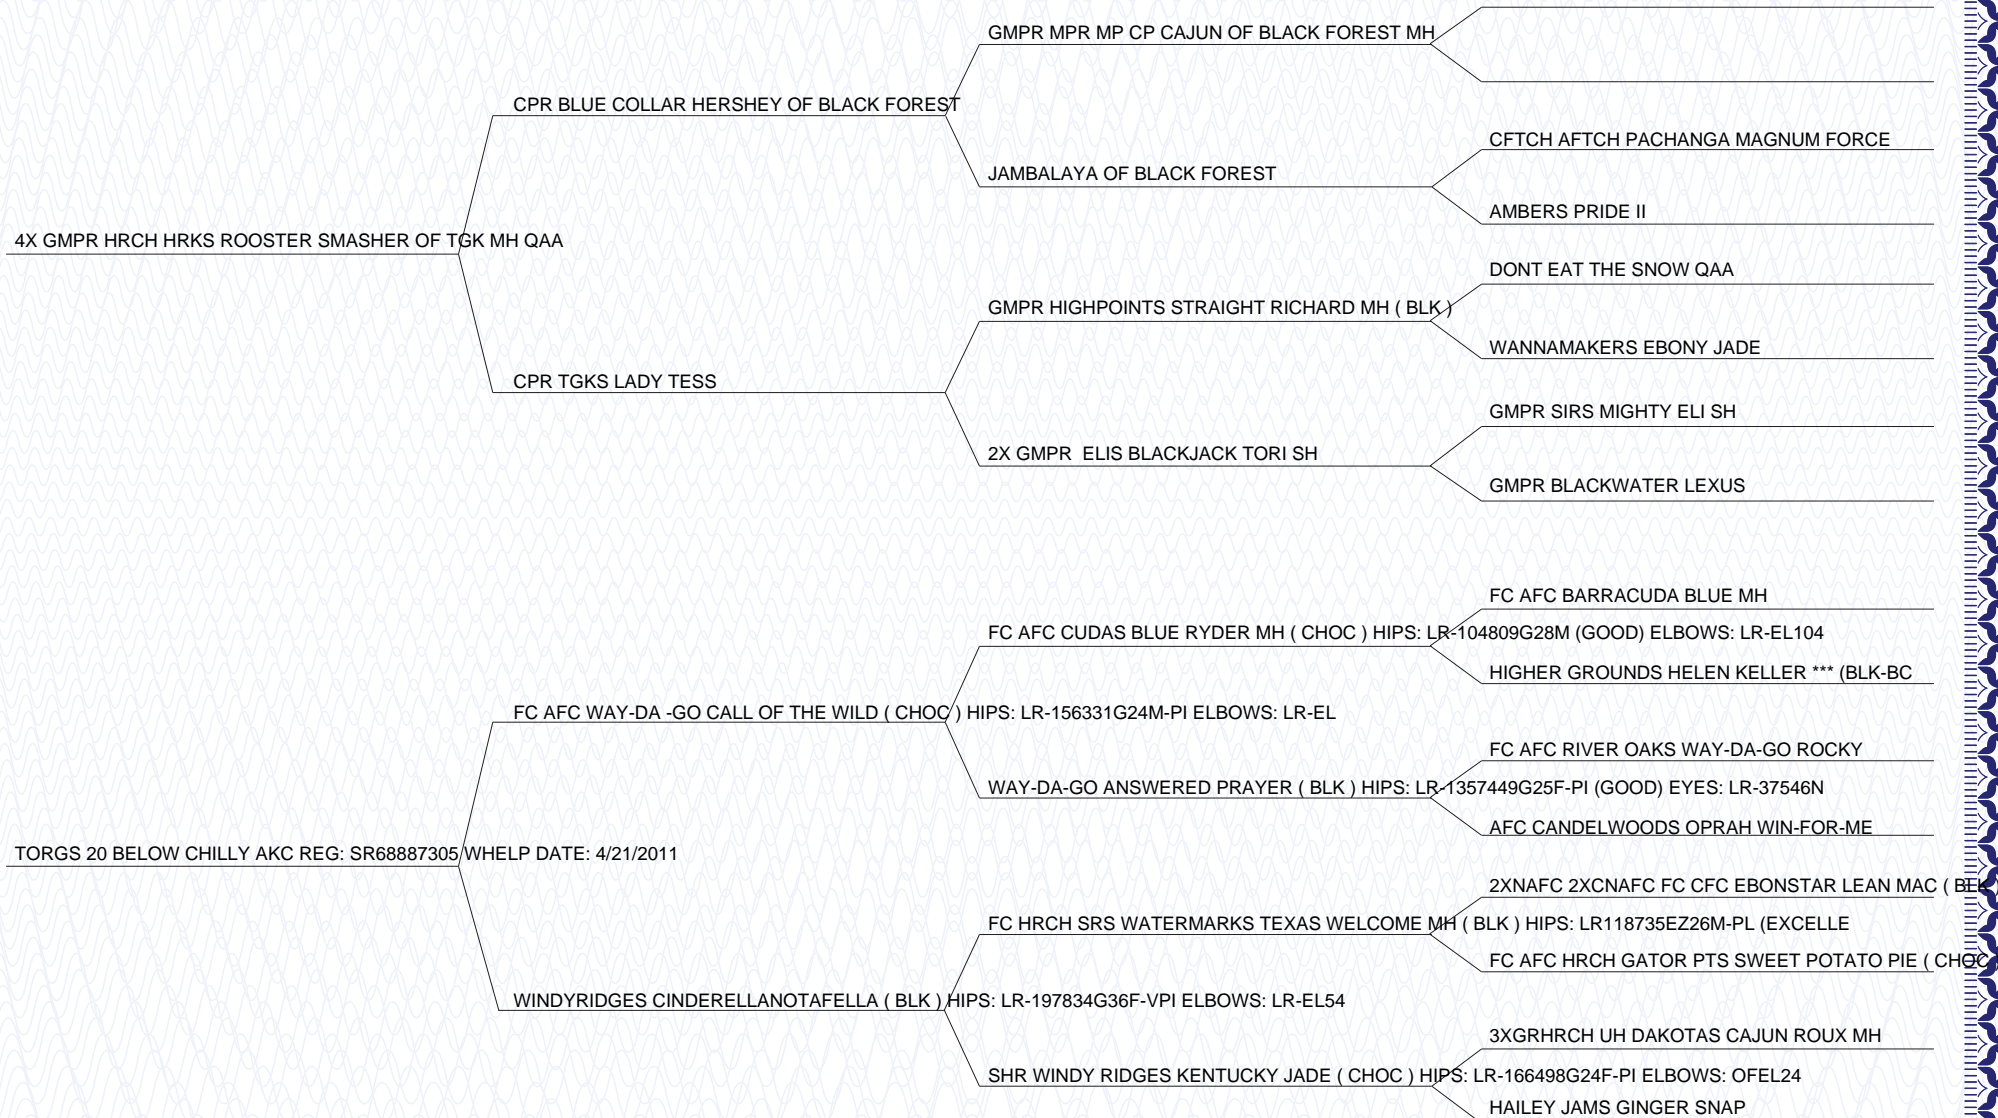 GMPR MPR MP CP CAJUN OF BLACK FOREST MH
CPR BLUE COLLAR HERSHEY OF BLACK FOREST
CFTCH AFTCH PACHANGA MAGNUM FORCE
JAMBALAYA OF BLACK FOREST
AMBERS PRIDE II
4X GMPR HRCH HRKS ROOSTER SMASHER OF TGK MH QAA
DONT EAT THE SNOW QAA
GMPR HIGHPOINTS STRAIGHT RICHARD MH ( BLK )
WANNAMAKERS EBONY JADE
CPR TGKS LADY TESS
GMPR SIRS MIGHTY ELI SH
2X GMPR  ELIS BLACKJACK TORI SH
GMPR BLACKWATER LEXUS
FC AFC BARRACUDA BLUE MH
FC AFC CUDAS BLUE RYDER MH ( CHOC ) HIPS: LR-104809G28M (GOOD) ELBOWS: LR-EL104
HIGHER GROUNDS HELEN KELLER *** (BLK-BC
FC AFC WAY-DA -GO CALL OF THE WILD ( CHOC ) HIPS: LR-156331G24M-PI ELBOWS: LR-EL
FC AFC RIVER OAKS WAY-DA-GO ROCKY
WAY-DA-GO ANSWERED PRAYER ( BLK ) HIPS: LR-1357449G25F-PI (GOOD) EYES: LR-37546N
AFC CANDELWOODS OPRAH WIN-FOR-ME
TORGS 20 BELOW CHILLY AKC REG: SR68887305 WHELP DATE: 4/21/2011
2XNAFC 2XCNAFC FC CFC EBONSTAR LEAN MAC ( BLK )
FC HRCH SRS WATERMARKS TEXAS WELCOME MH ( BLK ) HIPS: LR118735EZ26M-PL (EXCELLE
FC AFC HRCH GATOR PTS SWEET POTATO PIE ( CHOC
WINDYRIDGES CINDERELLANOTAFELLA ( BLK ) HIPS: LR-197834G36F-VPI ELBOWS: LR-EL54
3XGRHRCH UH DAKOTAS CAJUN ROUX MH
SHR WINDY RIDGES KENTUCKY JADE ( CHOC ) HIPS: LR-166498G24F-PI ELBOWS: OFEL24
HAILEY JAMS GINGER SNAP